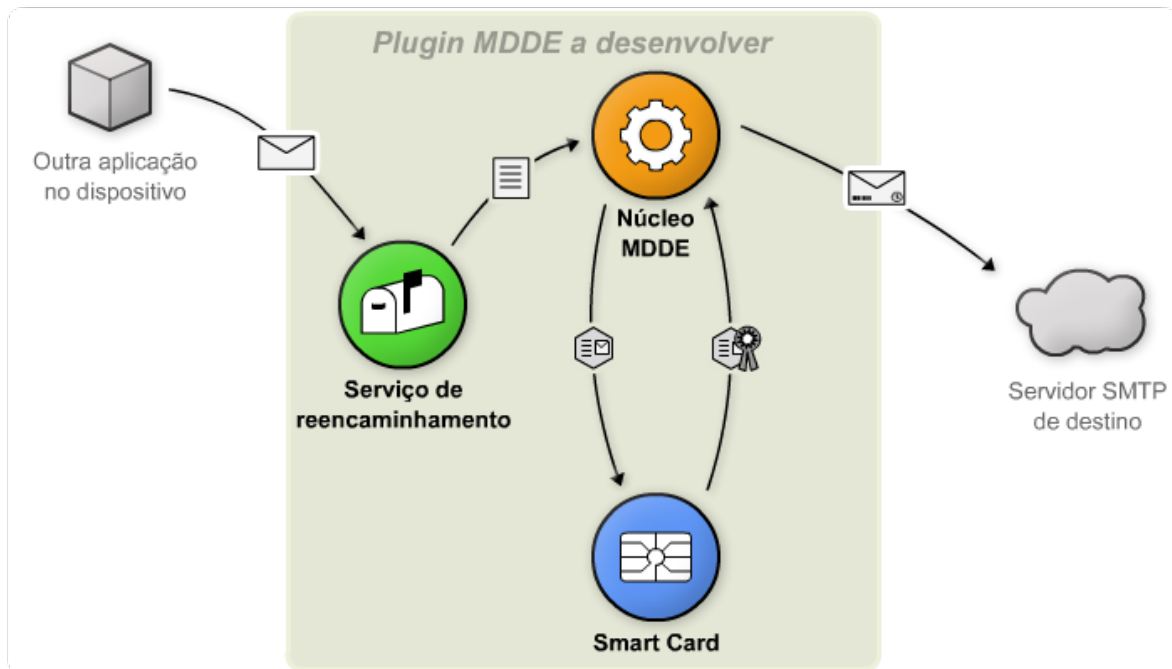 Plugin MDDE a desenvolver
Outra aplicação
no dispositivo
Núcleo
MDDE
Serviço de
reencaminhamento
Servidor SMTP
de destino
Smart Card